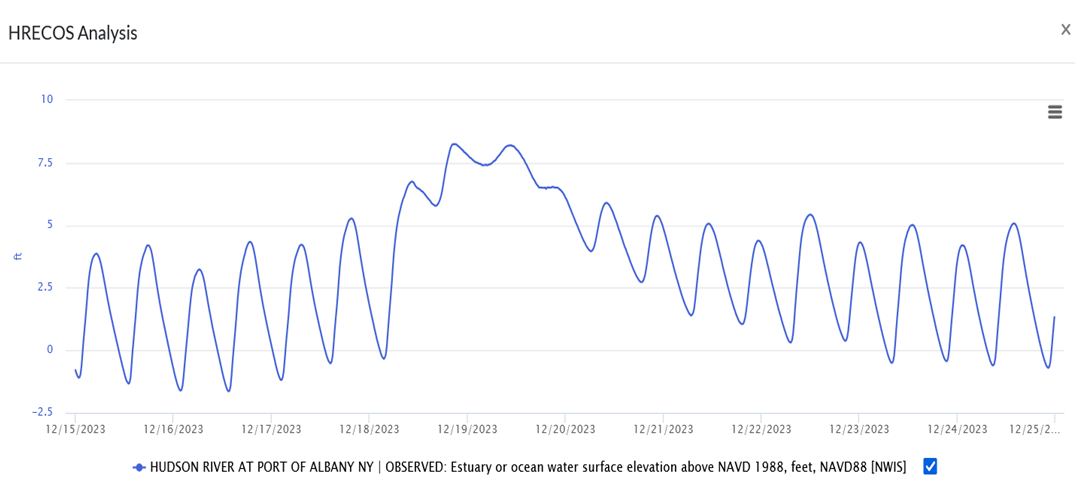 HRECOS Analysis
X
10
7.5
5
2.5
0
−2.5
ft
12/15/2023 12/16/2023 12/17/2023 12/18/2023 12/19/2023 12/20/2023 12/21/2023 12/22/2023 12/23/2023 12/24/2023 12/25/2…
HUDSON RIVER AT PORT OF ALBANY NY | OBSERVED: Estuary or ocean water surface elevation above NAVD 1988, feet, NAVD88 [NWIS]